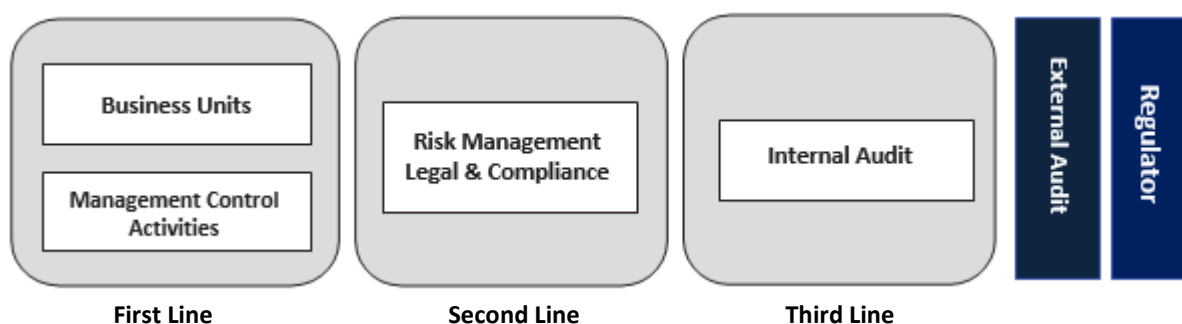 Business Units
Management Control
Activities
First Line
Risk Management
Legal & Compliance
Second Line
Internal Audit
Third Line
External Audit
Regulator